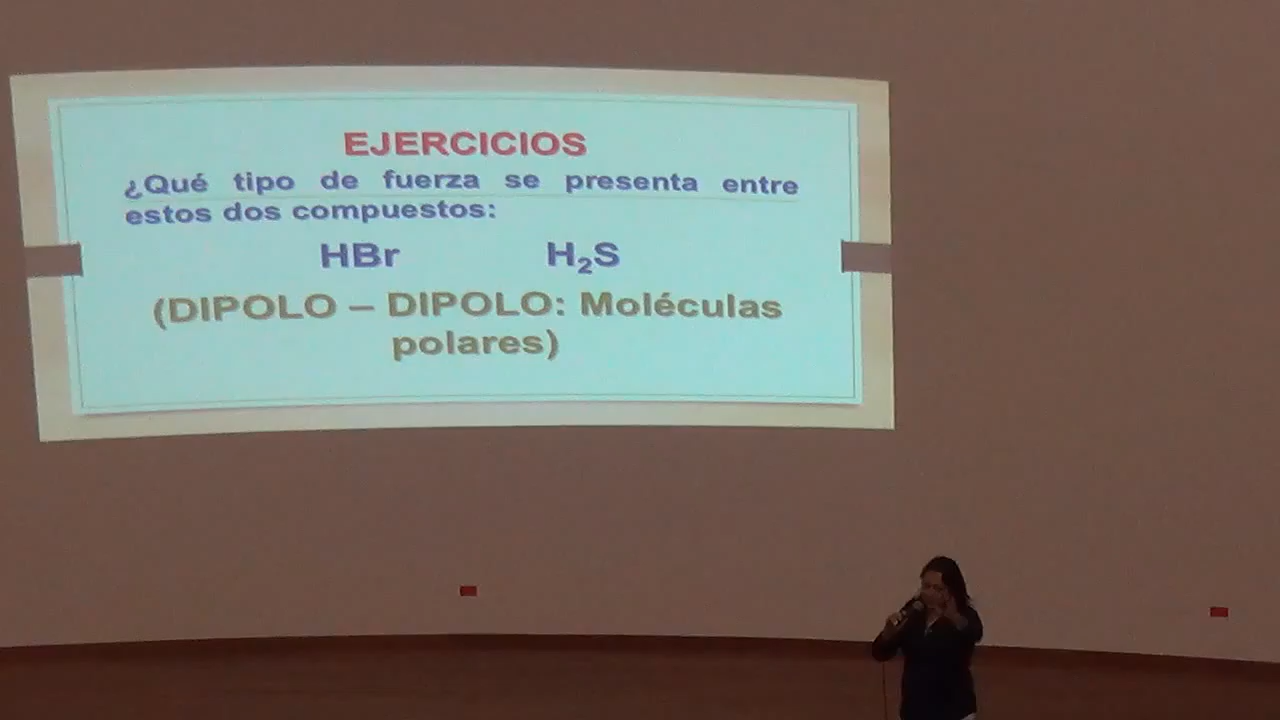 EJERCICIOS
¿Qué tipo de fuerza se presenta entre
estos dos compuestos:
HBr H₂S
(DIPOLO – DIPOLO: Moléculas
polares)